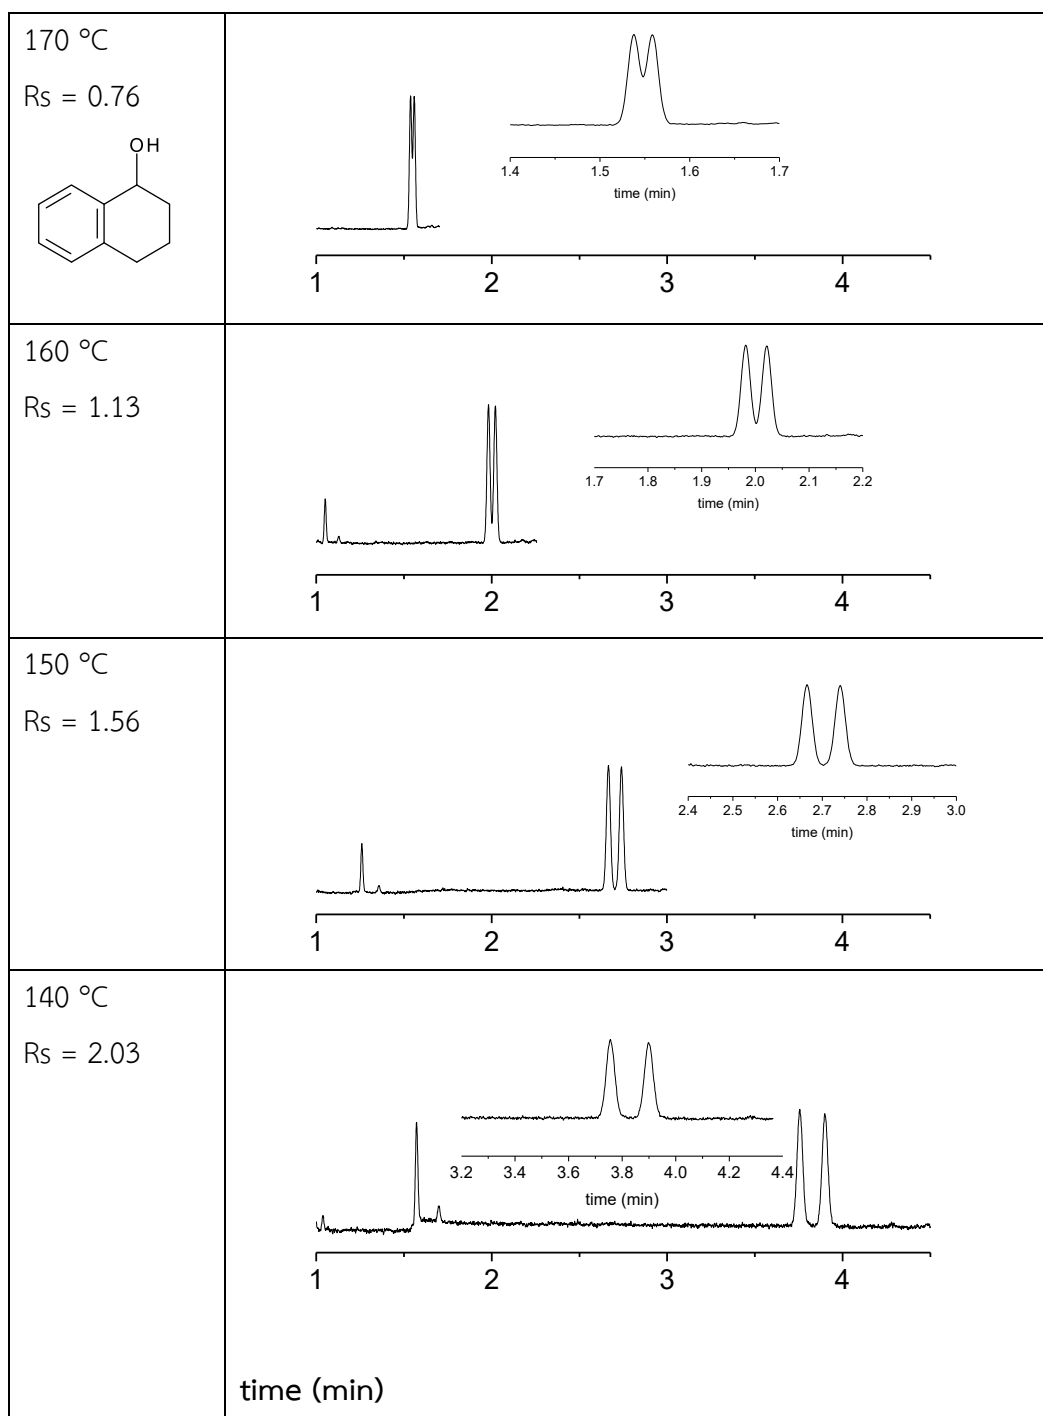 170 °C
Rs = 0.76
OH
1.4 1.5 1.6 1.7
time (min)
1 2 3 4
160 °C
Rs = 1.13
1.7 1.8 1.9 2.0 2.1 2.2
time (min)
1 2 3 4
150 °C
Rs = 1.56
2.4 2.5 2.6 2.7 2.8 2.9 3.0
time (min)
1 2 3 4
140 °C
Rs = 2.03
3.2 3.4 3.6 3.8 4.0 4.2 4.4
time (min)
1 2 3 4
time (min)